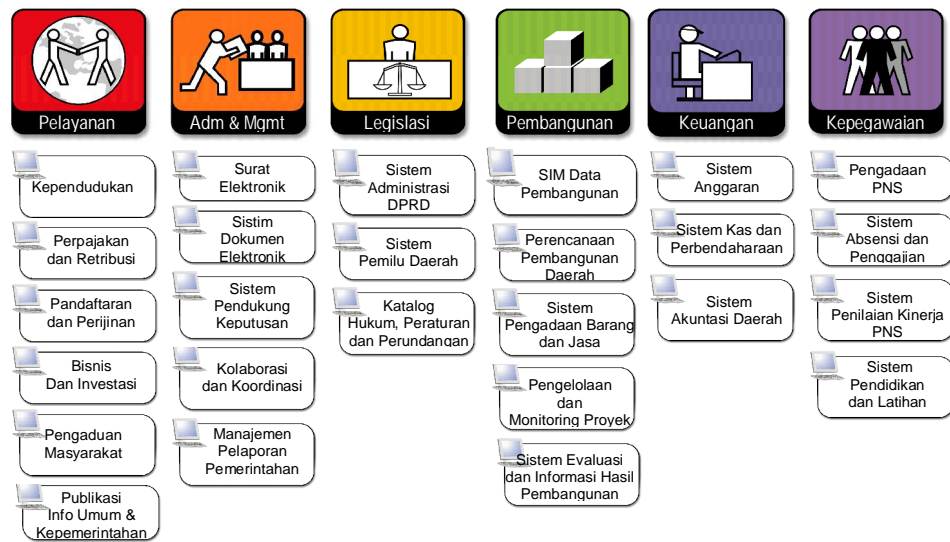 Pelayanan
Kependudukan
Perpajakan
dan Retribusi
Pandaftaran
dan Perijinan
Bisnis
Dan Investasi
Pengaduan
Masyarakat
Publikasi
Info Umum &
Kepemerintahan
Adm & Mgmt
Surat
Elektronik
Sistim
Dokumen
Elektronik
Sistem
Pendukung
Keputusan
Kolaborasi
dan Koordinasi
Manajemen
Pelaporan
Pemerintahan
Legislasi
Sistem
Administrasi
DPRD
Sistem
Pemilu Daerah
Katalog
Hukum, Peraturan
dan Perundangan
Pembangunan
SIM Data
Pembangunan
Perencanaan
Pembangunan
Daerah
Sistem
Pengadaan Barang
dan Jasa
Pengelolaan
dan
Monitoring Proyek
Sistem Evaluasi
dan Informasi Hasil
Pembangunan
Keuangan
Sistem
Anggaran
Sistem Kas dan
Perbendaharaan
Sistem
Akuntasi Daerah
Kepegawaian
Pengadaan
PNS
Sistem
Absensi dan
Penggajian
Sistem
Penilaian Kinerja
PNS
Sistem
Pendidikan
dan Latihan